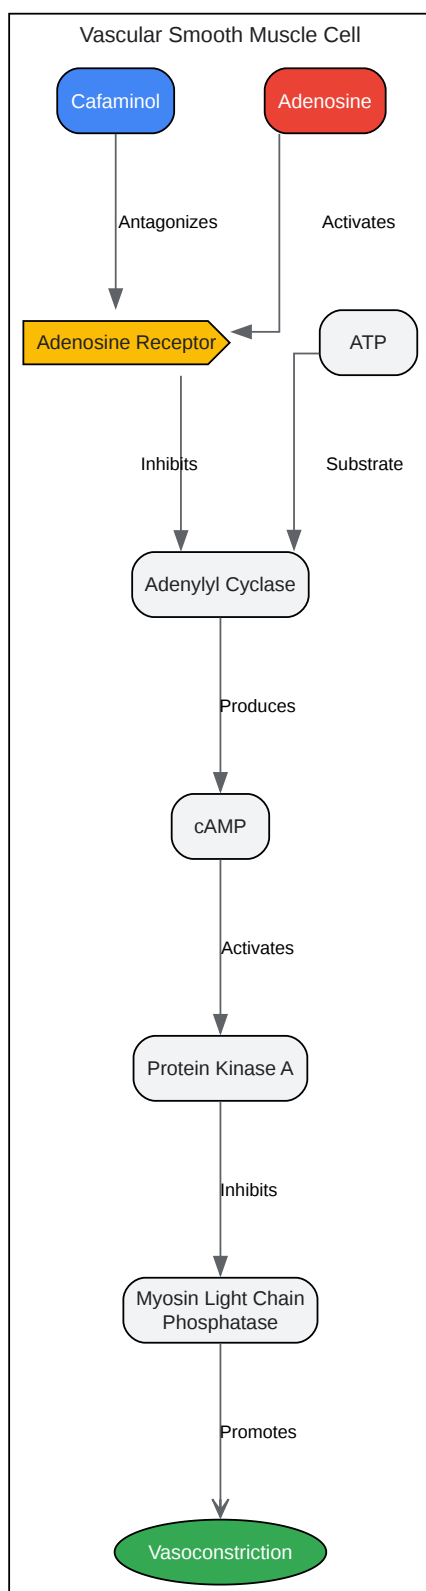 Vascular Smooth Muscle Cell
Cafaminol
Adenosine
Antagonizes
Activates
Adenosine Receptor
ATP
Inhibits
Substrate
Adenylyl Cyclase
Produces
cAMP
Activates
Protein Kinase A
Inhibits
Myosin Light Chain
Phosphatase
Promotes
Vasoconstriction